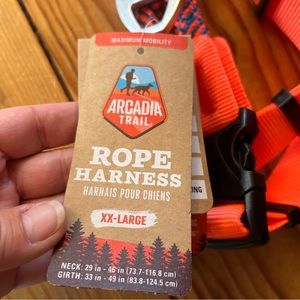 MAXIMUM MOBILITY
ARCADIA
TRAIL
ROPE
HARNESS
HARNAIS POUR CHIENS
XX-LARGE
NECK: 29 in - 46 in (73.7-116.8 cm)
GIRTH: 33 in - 49 in (83.8-124.5 cm)